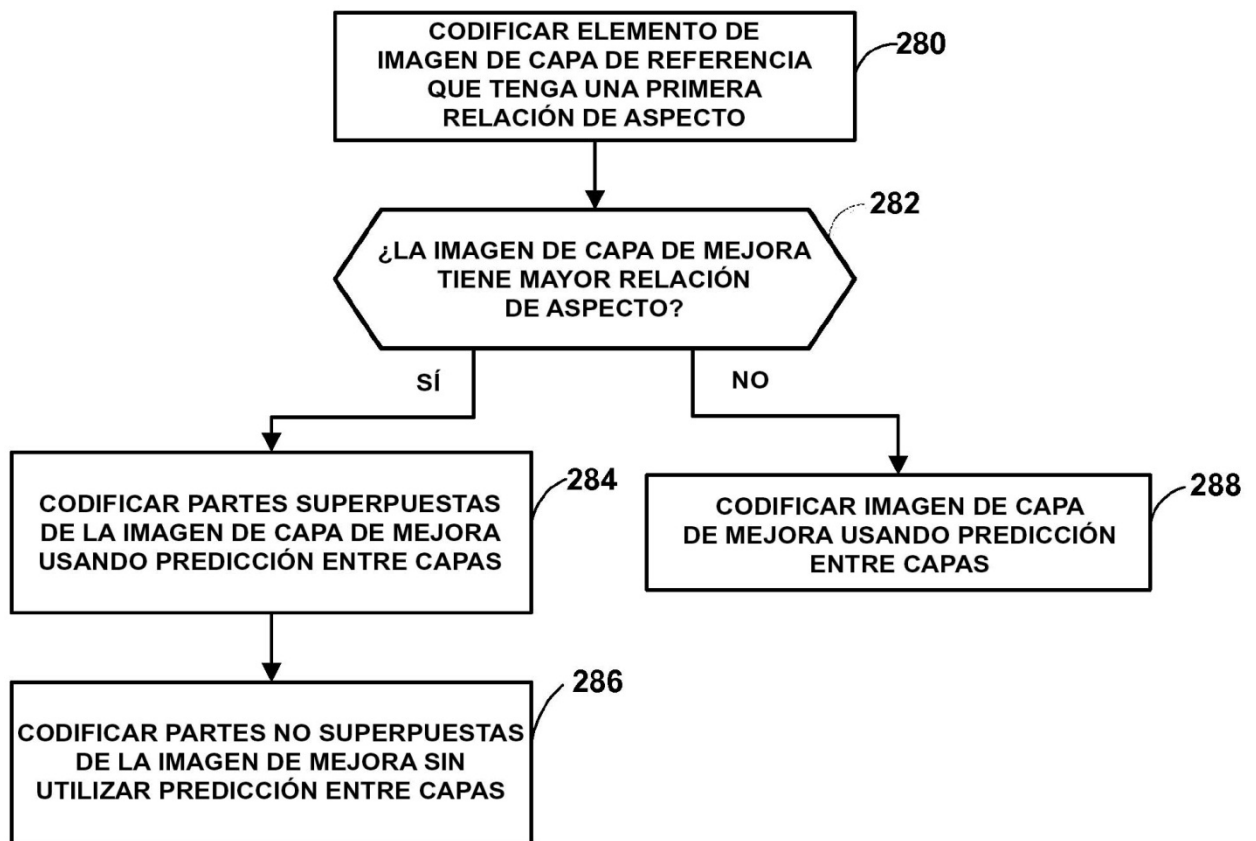 CODIFICAR ELEMENTO DE
IMAGEN DE CAPA DE REFERENCIA
QUE TENGA UNA PRIMERA
RELACIÓN DE ASPECTO
280
282
¿LA IMAGEN DE CAPA DE MEJORA
TIENE MAYOR RELACIÓN
DE ASPECTO?
SÍ
NO
284
CODIFICAR PARTES SUPERPUESTAS
DE LA IMAGEN DE CAPA DE MEJORA
USANDO PREDICCIÓN ENTRE CAPAS
288
CODIFICAR IMAGEN DE CAPA
DE MEJORA USANDO PREDICCIÓN
ENTRE CAPAS
286
CODIFICAR PARTES NO SUPERPUESTAS
DE LA IMAGEN DE MEJORA SIN
UTILIZAR PREDICCIÓN ENTRE CAPAS